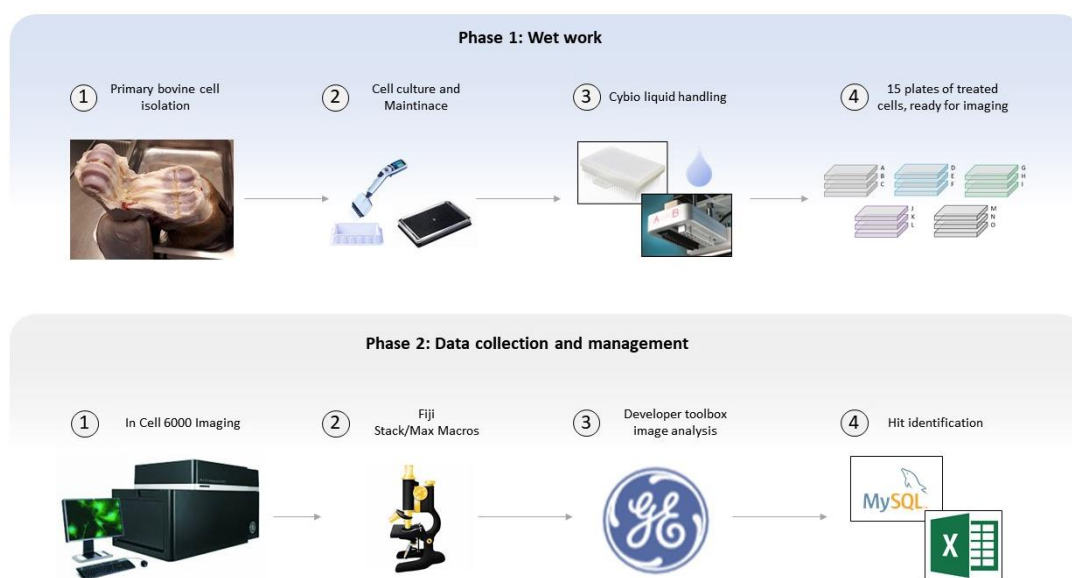 Phase 1: Wet work
1
Primary bovine cell
isolation
2
Cell culture and
Maintinace
3
Cybio liquid handling
4
15 plates of treated
cells, ready for imaging
A B
A
B
C
D
E
F
G
H
I
J
K
L
M
N
O
Phase 2: Data collection and management
1
In Cell 6000 Imaging
2
Fiji
Stack/Max Macros
3
Developer toolbox
image analysis
4
Hit identification
GE
MySQL
X